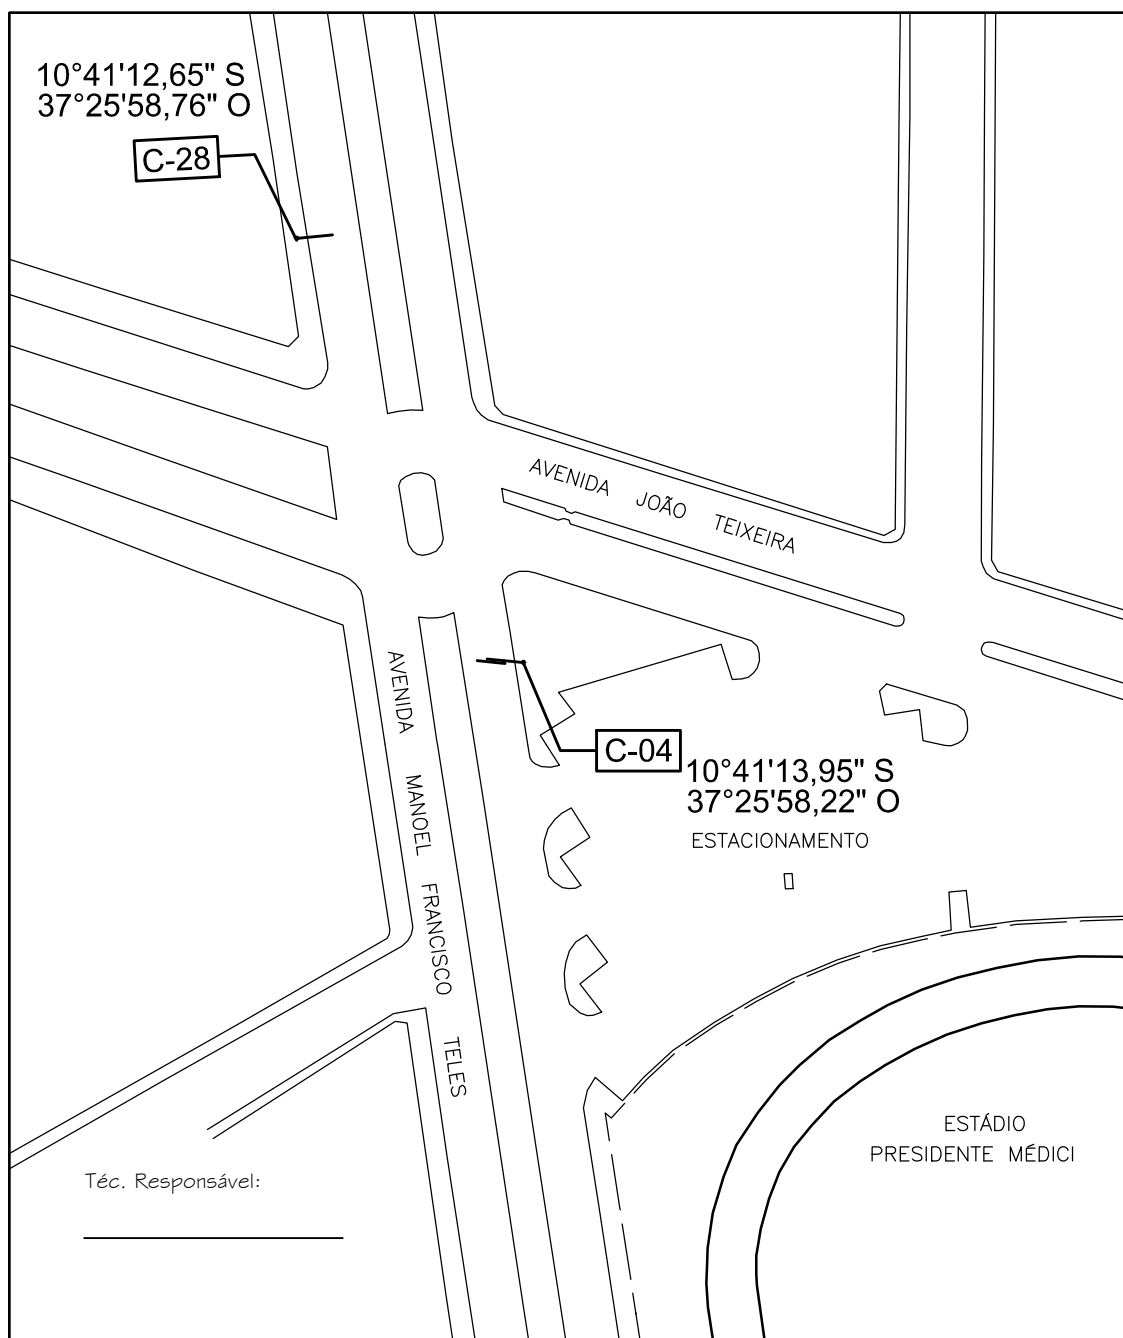 10°41'12,65" S
37°25'58,76" O
C-28
AVENIDA JOÃO TEIXEIRA
AVENIDA MANOEL FRANCISCO TELES
C-04
10°41'13,95" S
37°25'58,22" O
ESTACIONAMENTO
ESTÁDIO
PRESIDENTE MÉDICI
Téc. Responsável: